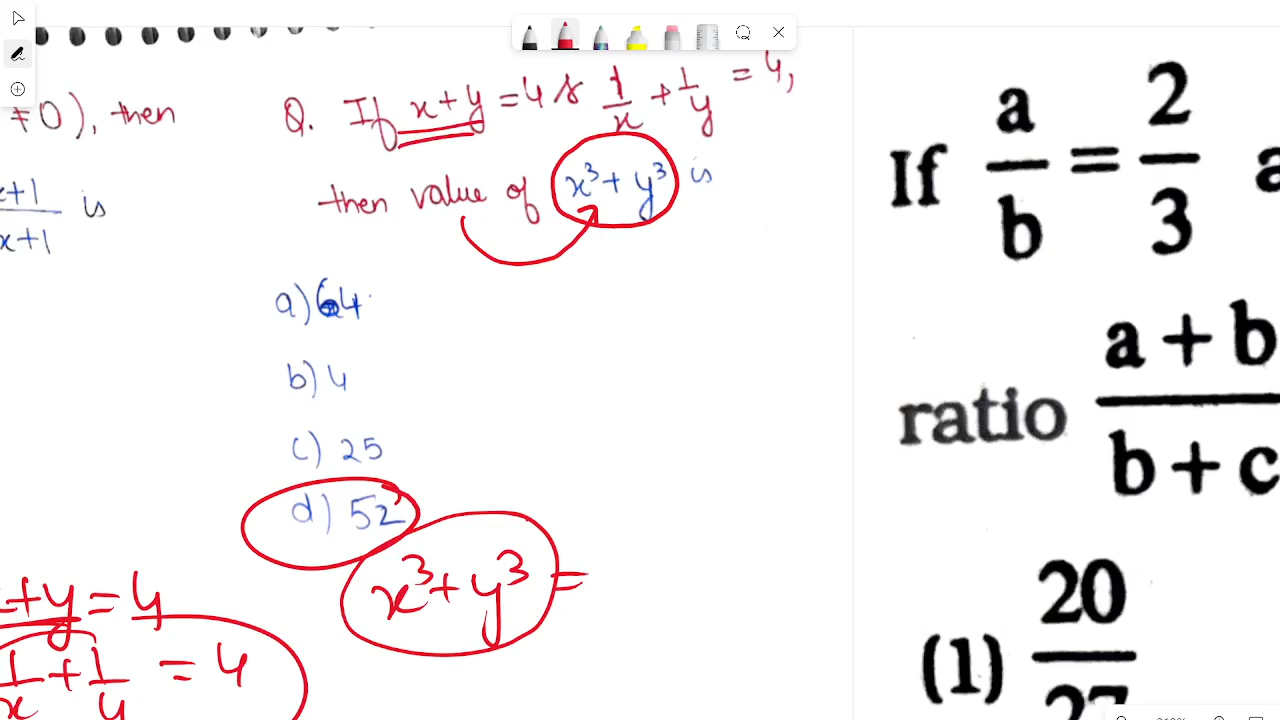 ≠0), then
x+1 is
x+1
Q. If x+y=4 & 1/x + 1/y = 4,
then value of x³+ y³ is
a) 64
b) 4
c) 25
d) 52
x³+y³ =
x+y=4
1/x + 1/y = 4
If a/b = 2/3 a
ratio a + b / b + c
(1) 20/27